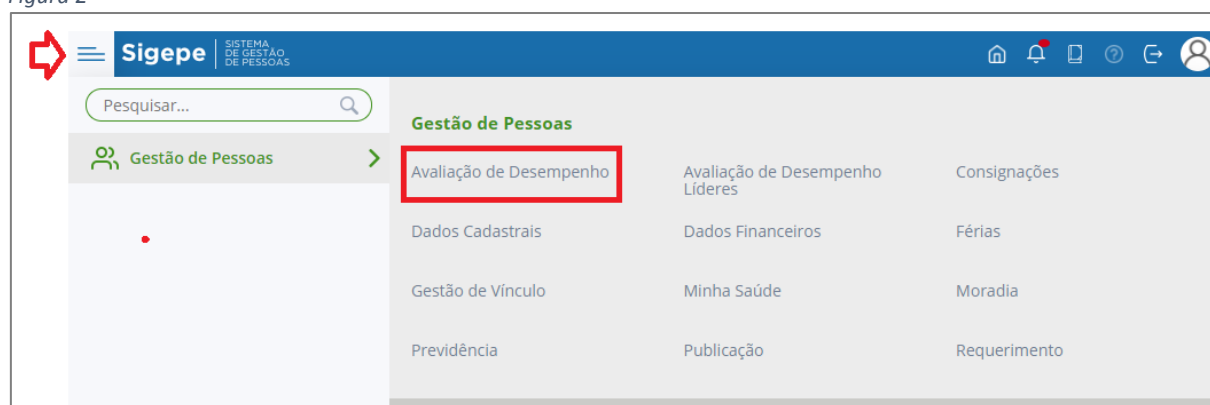 Figura 2
Sigepe
SISTEMA
DE GESTÃO
DE PESSOAS
Pesquisar...
Gestão de Pessoas
Gestão de Pessoas
Avaliação de Desempenho
Avaliação de Desempenho
Líderes
Consignações
Dados Cadastrais
Dados Financeiros
Férias
Gestão de Vínculo
Minha Saúde
Moradia
Previdência
Publicação
Requerimento